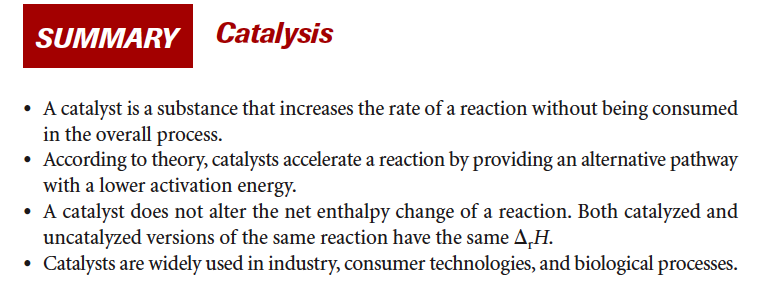 SUMMARY Catalysis
• A catalyst is a substance that increases the rate of a reaction without being consumed
in the overall process.
• According to theory, catalysts accelerate a reaction by providing an alternative pathway
with a lower activation energy.
• A catalyst does not alter the net enthalpy change of a reaction. Both catalyzed and
uncatalyzed versions of the same reaction have the same ΔᵣH.
• Catalysts are widely used in industry, consumer technologies, and biological processes.